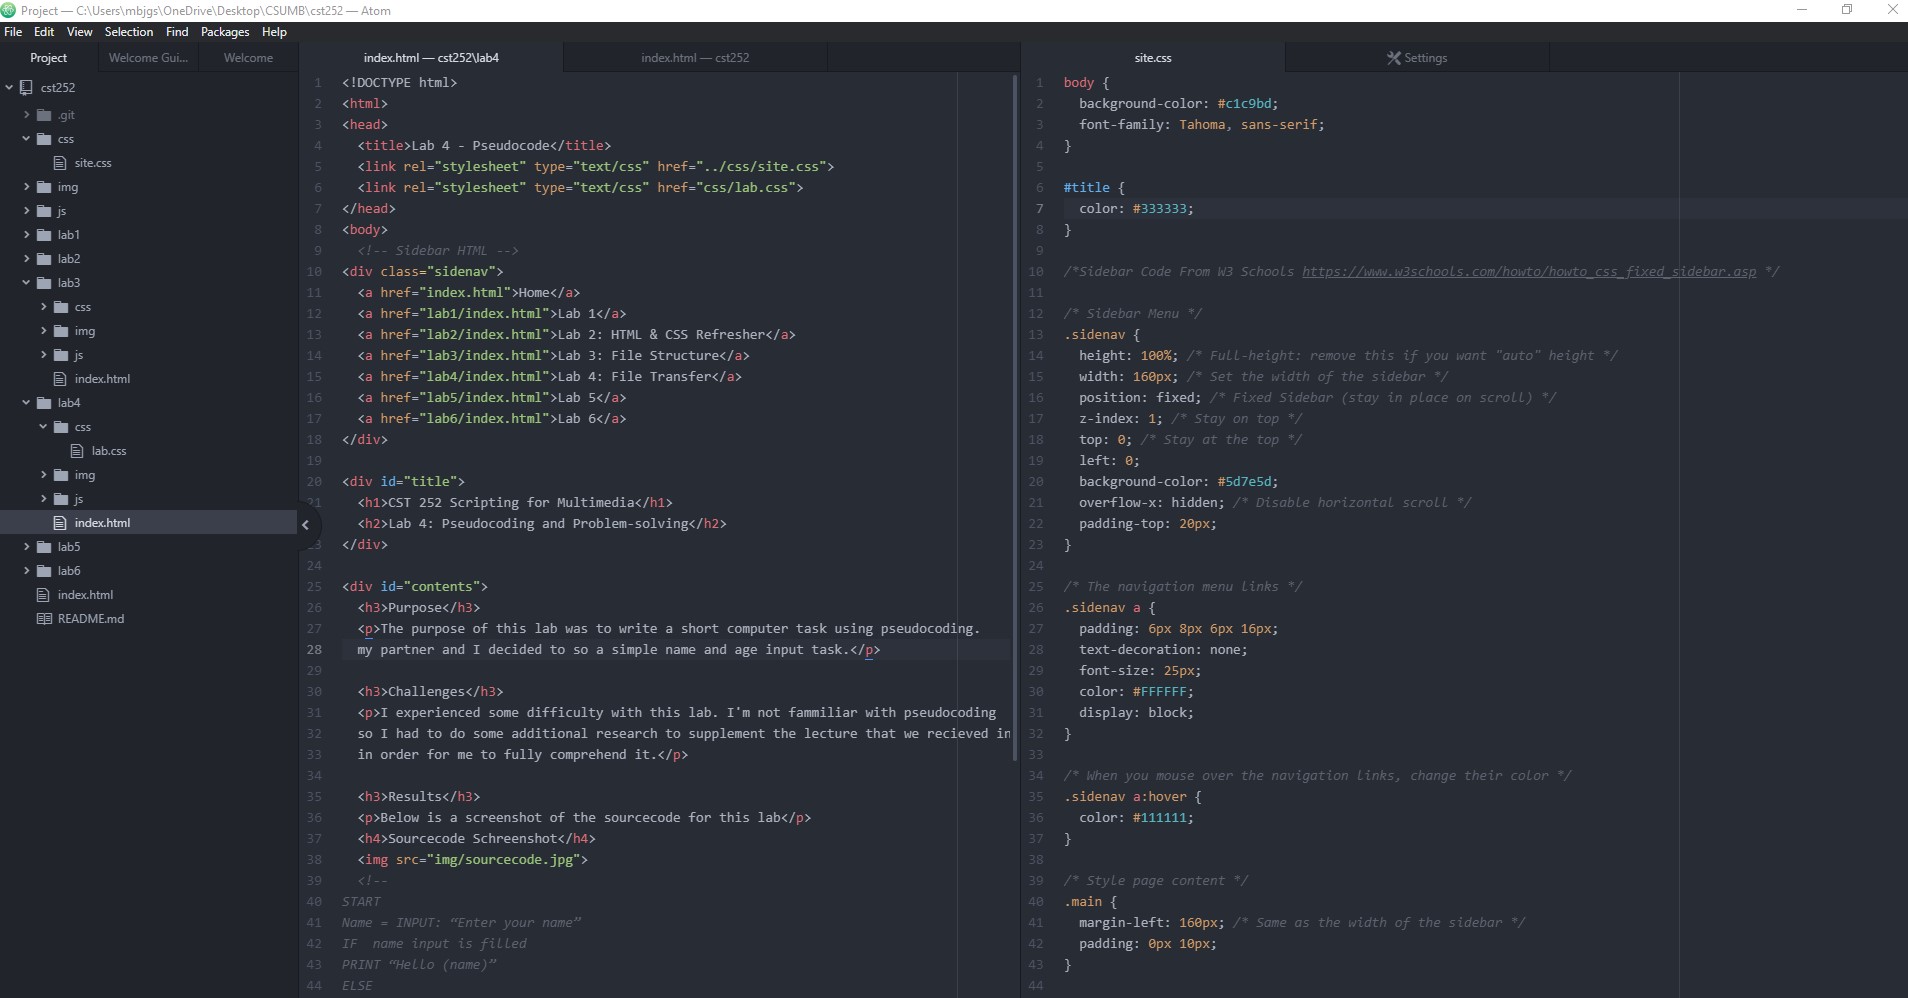 Project — C:\Users\mbjgs\OneDrive\Desktop\CSUMB\cst252 — Atom
File Edit View Selection Find Packages Help
Project
Welcome Gui...
Welcome
cst252
.git
css
site.css
img
js
lab1
lab2
lab3
css
img
js
index.html
lab4
css
lab.css
img
js
index.html
lab5
lab6
index.html
README.md
index.html — cst252\lab4
index.html — cst252
1 <!DOCTYPE html>
2 <html>
3 <head>
4 <title>Lab 4 - Pseudocode</title>
5 <link rel="stylesheet" type="text/css" href="../css/site.css">
6 <link rel="stylesheet" type="text/css" href="css/lab.css">
7 </head>
8 <body>
9 <!-- Sidebar HTML -->
10 <div class="sidenav">
11 <a href="index.html">Home</a>
12 <a href="lab1/index.html">Lab 1</a>
13 <a href="lab2/index.html">Lab 2: HTML & CSS Refresher</a>
14 <a href="lab3/index.html">Lab 3: File Structure</a>
15 <a href="lab4/index.html">Lab 4: File Transfer</a>
16 <a href="lab5/index.html">Lab 5</a>
17 <a href="lab6/index.html">Lab 6</a>
18 </div>
19
20 <div id="title">
21 <h1>CST 252 Scripting for Multimedia</h1>
22 <h2>Lab 4: Pseudocoding and Problem-solving</h2>
23 </div>
24
25 <div id="contents">
26 <h3>Purpose</h3>
27 <p>The purpose of this lab was to write a short computer task using pseudocoding.
28 my partner and I decided to so a simple name and age input task.</p>
29
30 <h3>Challenges</h3>
31 <p>I experienced some difficulty with this lab. I'm not fammiliar with pseudocoding
32 so I had to do some additional research to supplement the lecture that we recieved in
33 in order for me to fully comprehend it.</p>
34
35 <h3>Results</h3>
36 <p>Below is a screenshot of the sourcecode for this lab</p>
37 <h4>Sourcecode Schreenshot</h4>
38 <img src="img/sourcecode.jpg">
39 <!--
40 START
41 Name = INPUT: “Enter your name”
42 IF  name input is filled
43 PRINT “Hello (name)”
44 ELSE
site.css
Settings
1 body {
2 background-color: #c1c9bd;
3 font-family: Tahoma, sans-serif;
4 }
5
6 #title {
7 color: #333333;
8 }
9
10 /*Sidebar Code From W3 Schools https://www.w3schools.com/howto/howto_css_fixed_sidebar.asp */
11
12 /* Sidebar Menu */
13 .sidenav {
14 height: 100%; /* Full-height: remove this if you want "auto" height */
15 width: 160px; /* Set the width of the sidebar */
16 position: fixed; /* Fixed Sidebar (stay in place on scroll) */
17 z-index: 1; /* Stay on top */
18 top: 0; /* Stay at the top */
19 left: 0;
20 background-color: #5d7e5d;
21 overflow-x: hidden; /* Disable horizontal scroll */
22 padding-top: 20px;
23 }
24
25 /* The navigation menu links */
26 .sidenav a {
27 padding: 6px 8px 6px 16px;
28 text-decoration: none;
29 font-size: 25px;
30 color: #FFFFFF;
31 display: block;
32 }
33
34 /* When you mouse over the navigation links, change their color */
35 .sidenav a:hover {
36 color: #111111;
37 }
38
39 /* Style page content */
40 .main {
41 margin-left: 160px; /* Same as the width of the sidebar */
42 padding: 0px 10px;
43 }
44